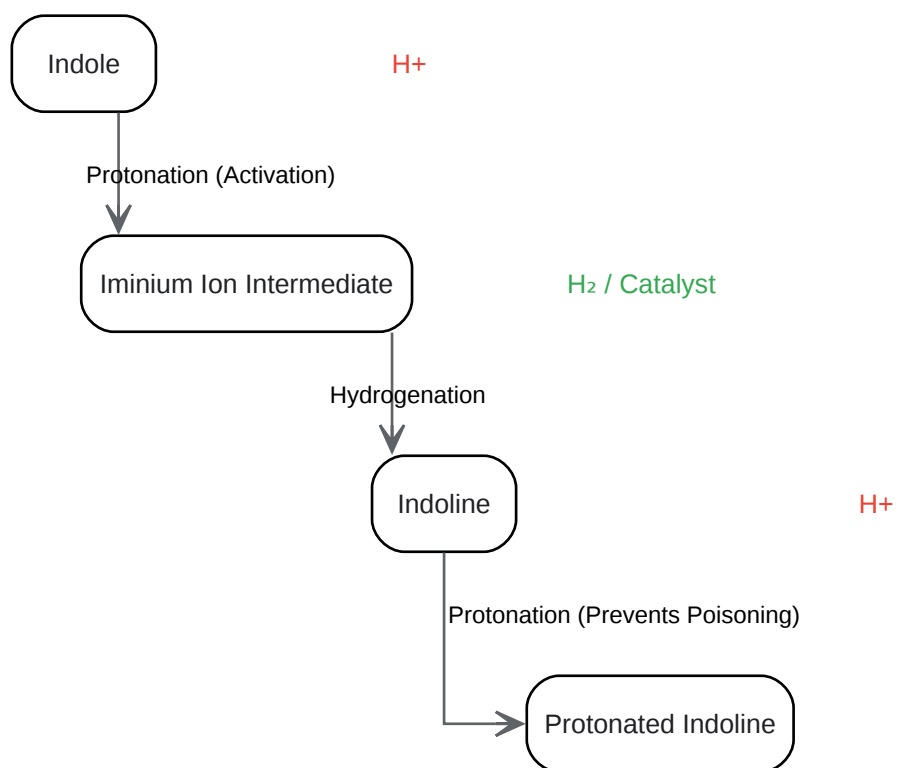 Indole
H+
Protonation (Activation)
Iminium Ion Intermediate
H₂ / Catalyst
Hydrogenation
Indoline
H+
Protonation (Prevents Poisoning)
Protonated Indoline